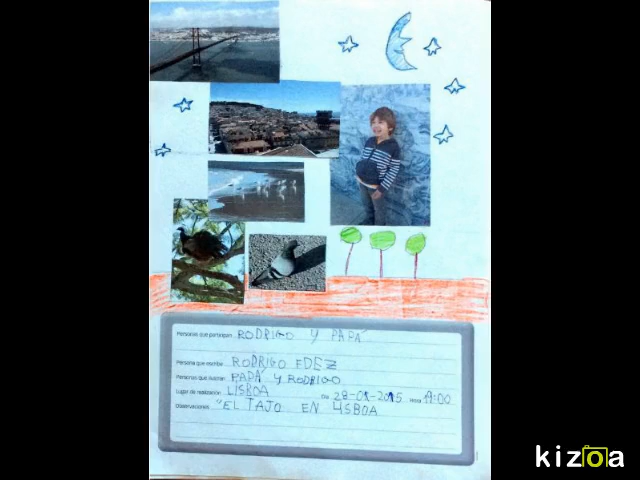 Personas que participan RODRIGO Y PAPÁ
Persona que escribe RODRIGO FDEZ
Personas que ilustran PAPÁ Y RODRIGO
Lugar de realización LISBOA Día 28-01-2015 Hora 19:00
Observaciones "EL TAJO EN LISBOA
kizoa